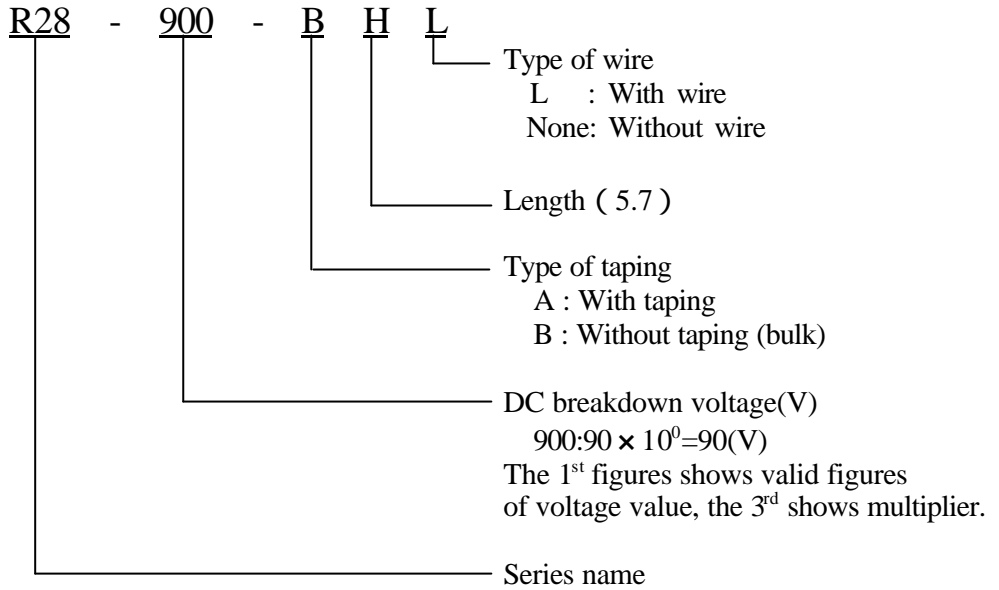 R28 - 900 - B H L
Type of wire
L : With wire
None: Without wire
Length ( 5.7 )
Type of taping
A : With taping
B : Without taping (bulk)
DC breakdown voltage(V)
900:90 × 10⁰=90(V)
The 1ˢᵗ figures shows valid figures
of voltage value, the 3ʳᵈ shows multiplier.
Series name